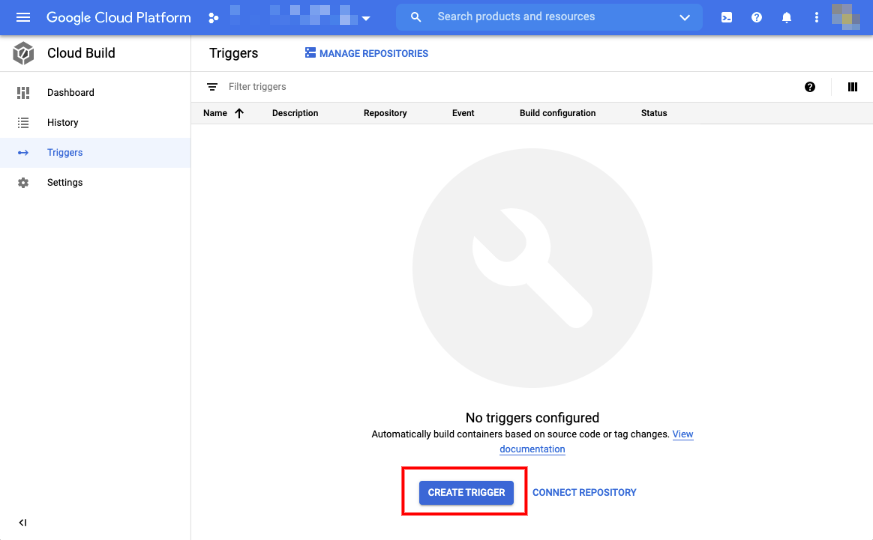 Google Cloud Platform
Search products and resources
Cloud Build
Triggers
MANAGE REPOSITORIES
Dashboard
History
Triggers
Settings
Filter triggers
Name Description Repository Event Build configuration Status
No triggers configured
Automatically build containers based on source code or tag changes. View
documentation
CREATE TRIGGER CONNECT REPOSITORY